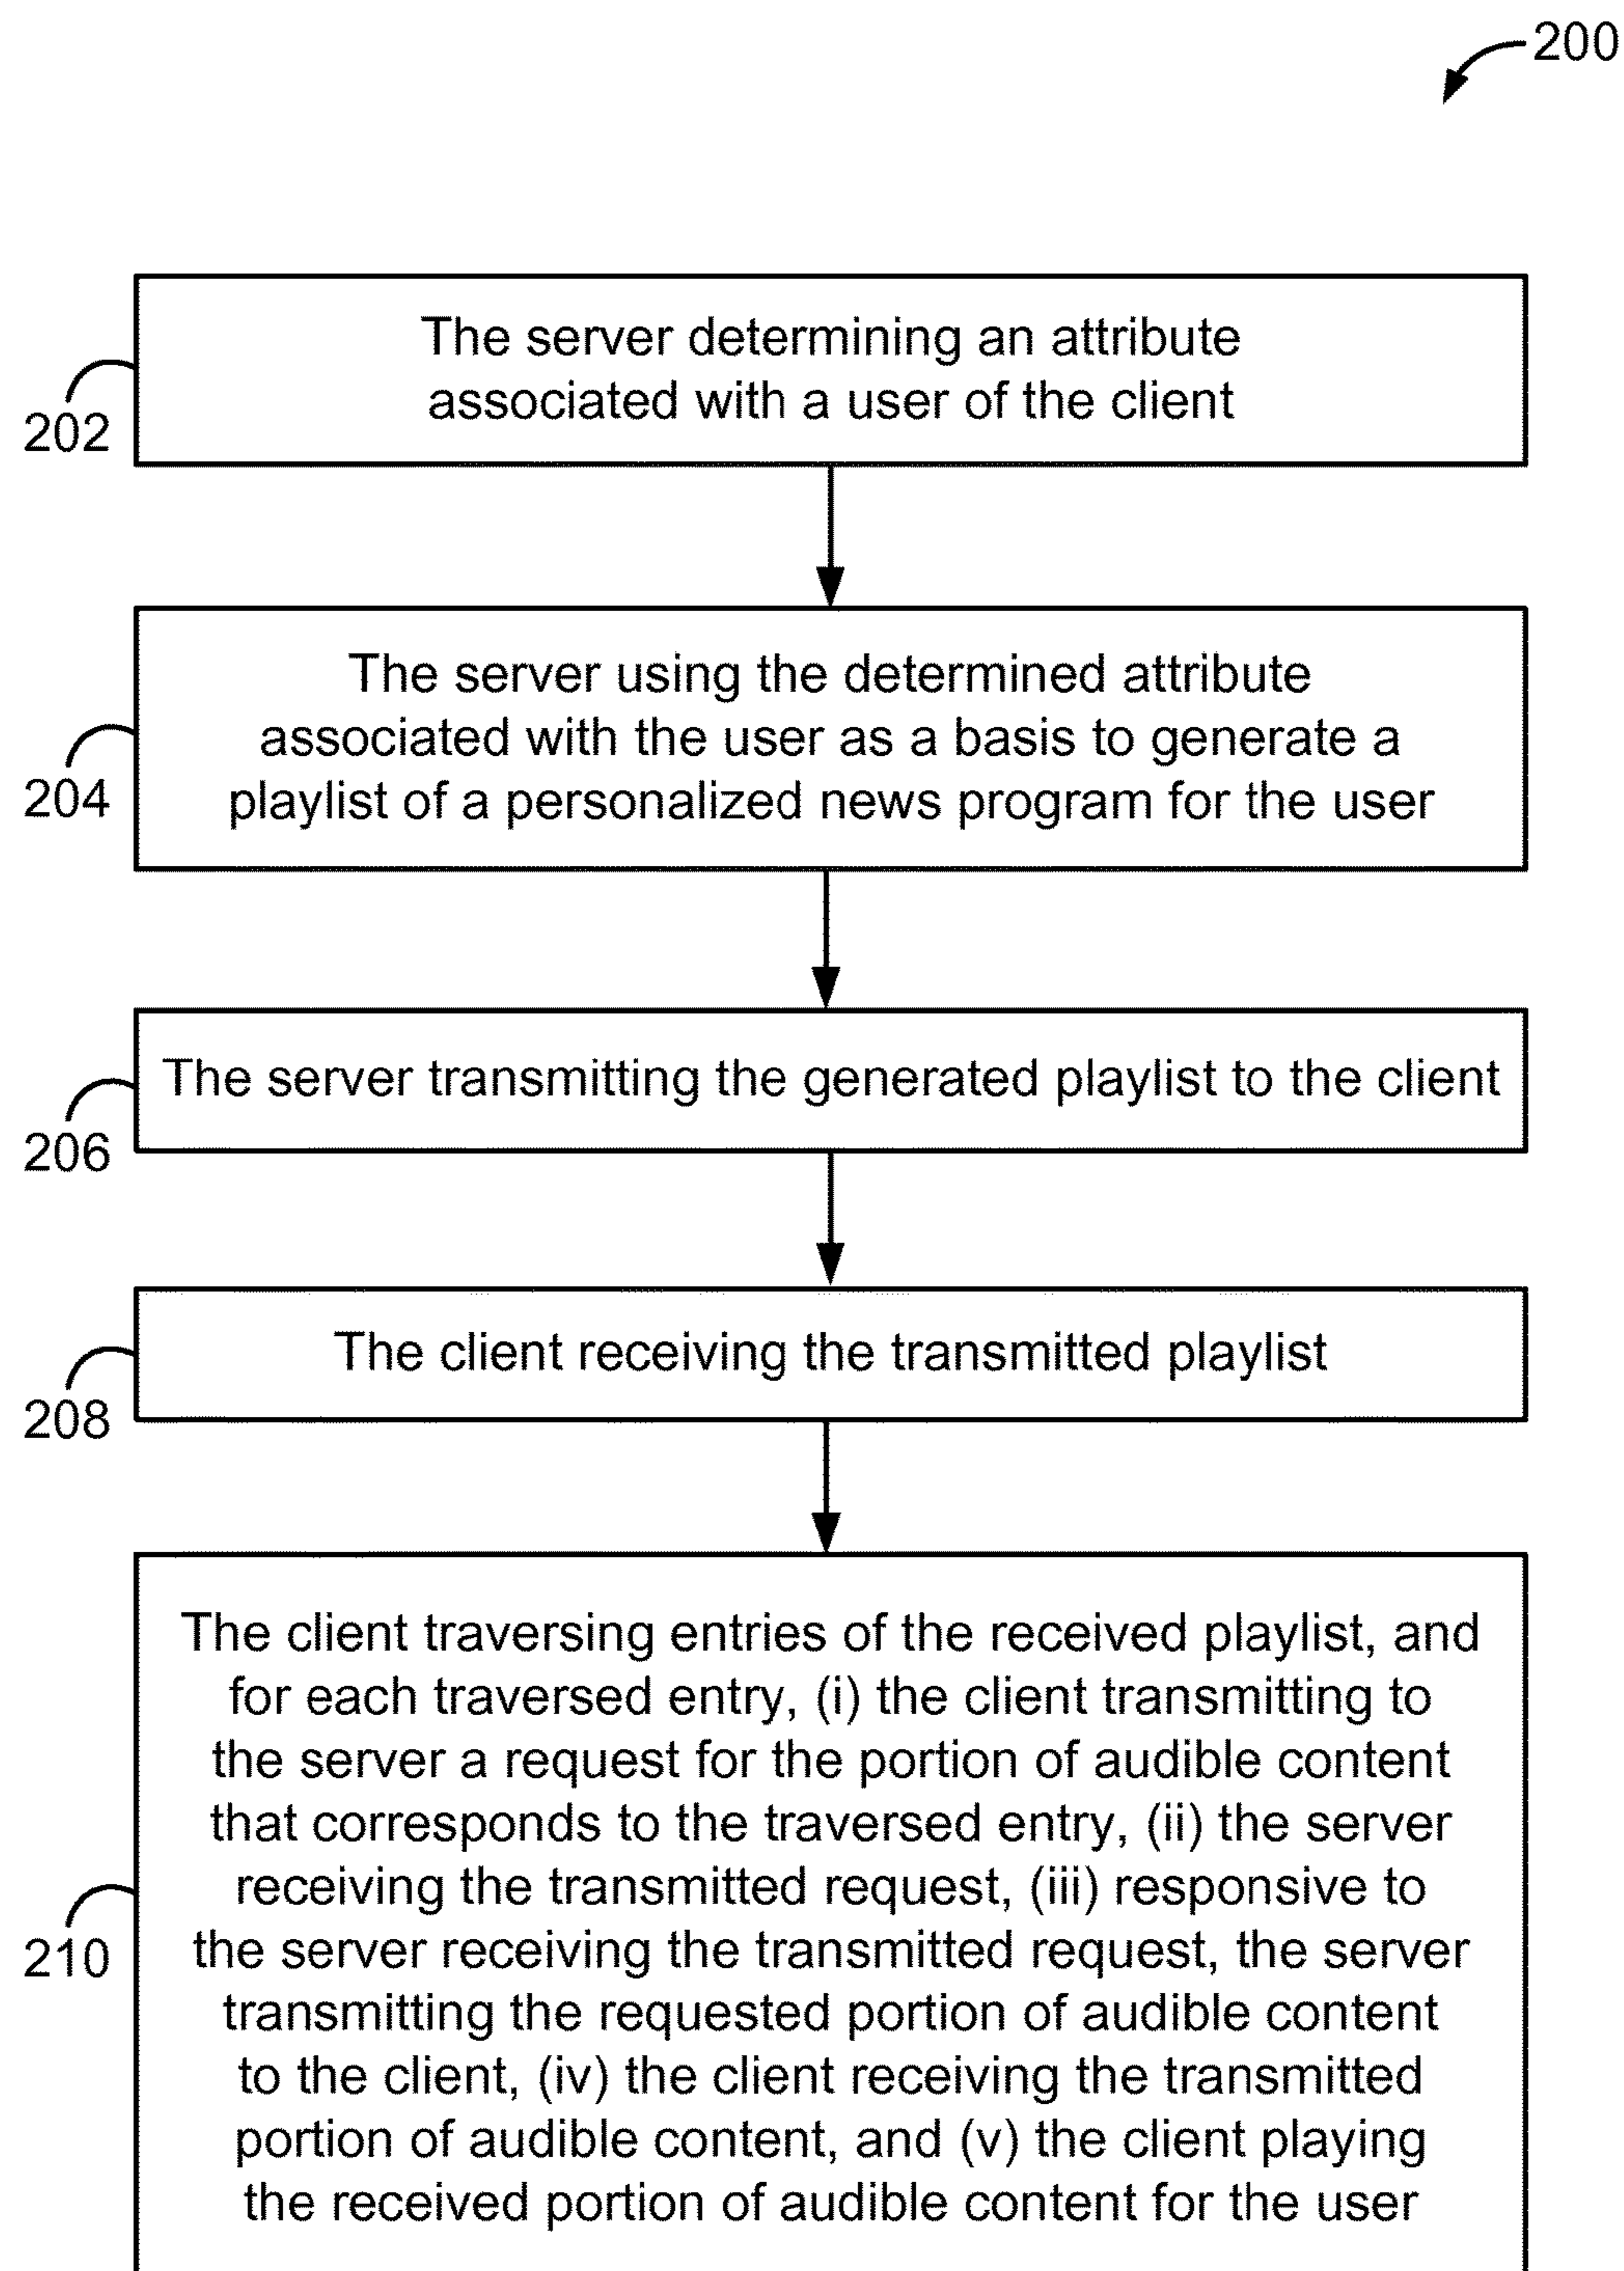 200
The server determining an attribute
associated with a user of the client
202
The server using the determined attribute
associated with the user as a basis to generate a
playlist of a personalized news program for the user
204
The server transmitting the generated playlist to the client
206
The client receiving the transmitted playlist
208
The client traversing entries of the received playlist, and
for each traversed entry, (i) the client transmitting to
the server a request for the portion of audible content
that corresponds to the traversed entry, (ii) the server
receiving the transmitted request, (iii) responsive to
the server receiving the transmitted request, the server
transmitting the requested portion of audible content
to the client, (iv) the client receiving the transmitted
portion of audible content, and (v) the client playing
the received portion of audible content for the user
210